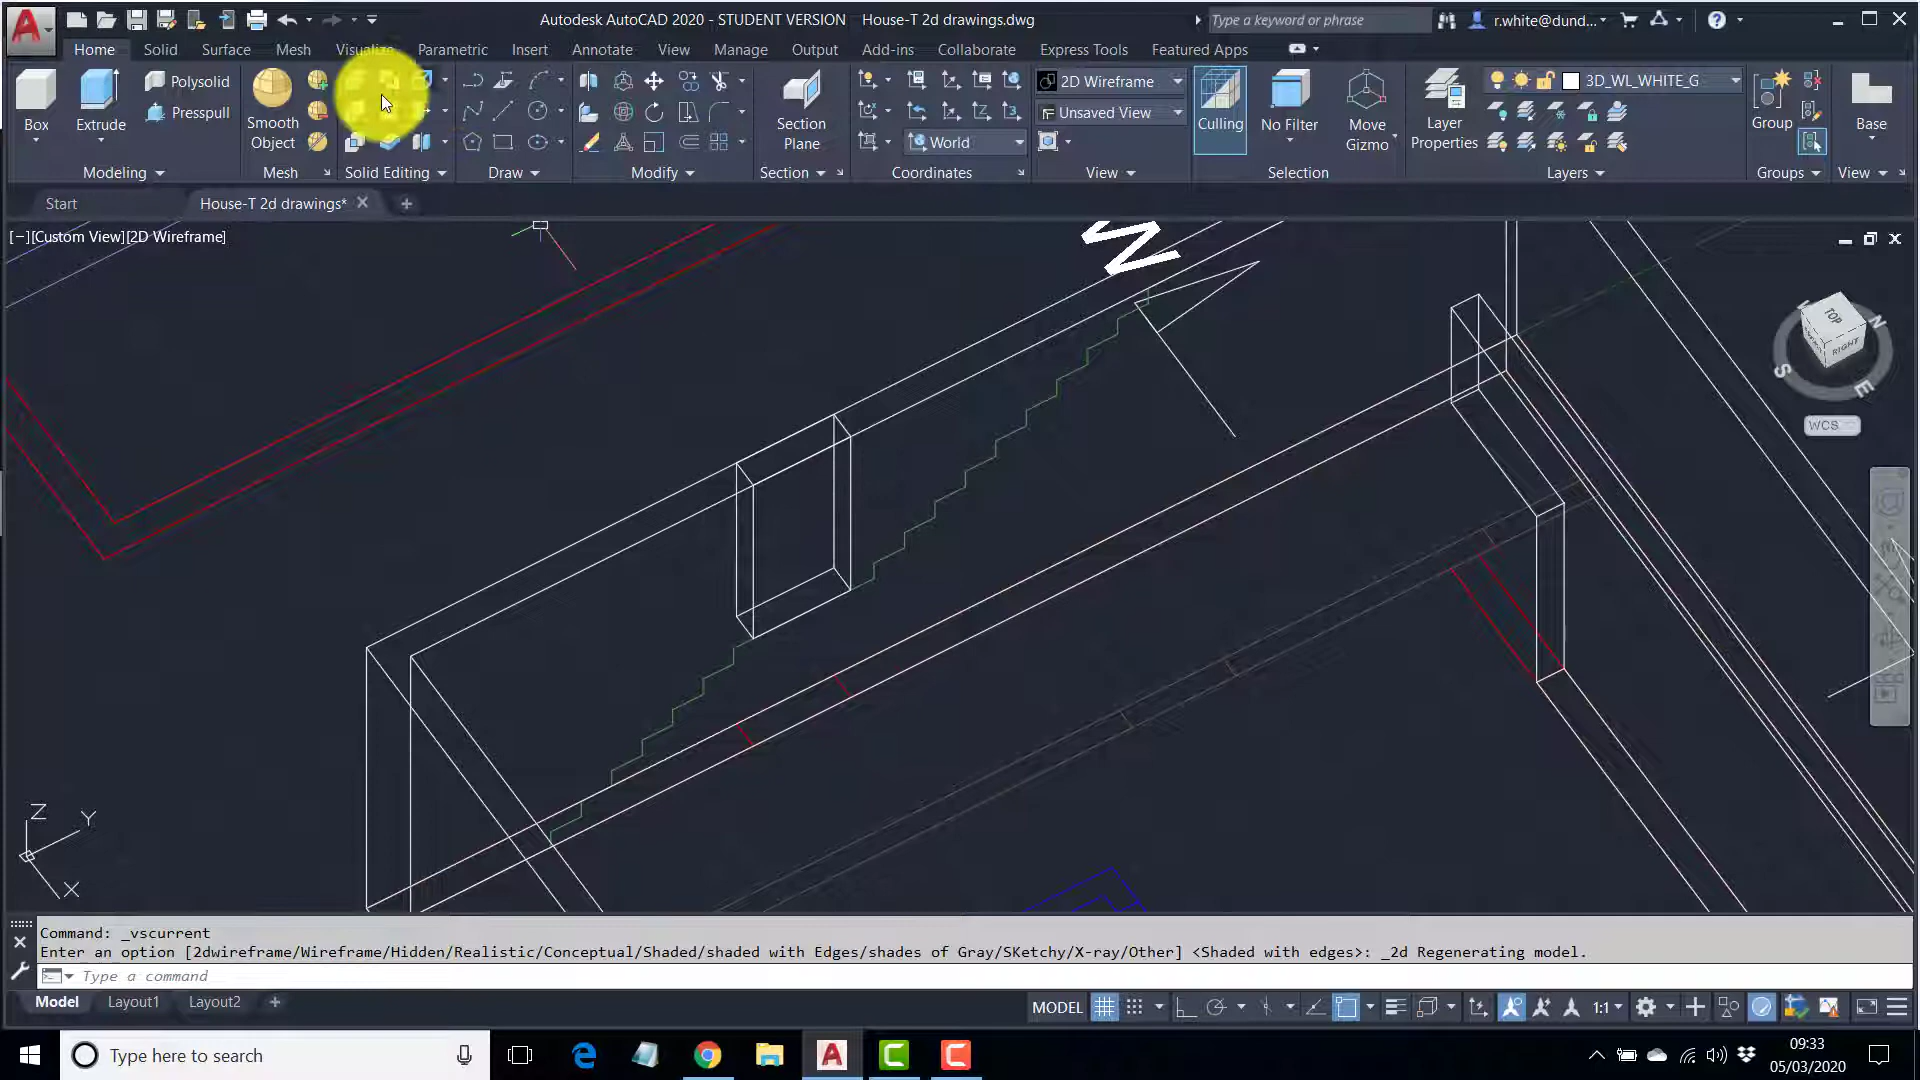 Autodesk AutoCAD 2020 - STUDENT VERSION House-T 2d drawings.dwg
Type a keyword or phrase
r.white@dund...
Home Solid Surface Mesh Visualize Parametric Insert Annotate View Manage Output Add-ins Collaborate Express Tools Featured Apps
Box
Extrude
Polysolid
Presspull
Smooth
Object
Section
Plane
World
2D Wireframe
Unsaved View
Culling
No Filter
Move
Gizmo
Layer
Properties
3D_WL_WHITE_G
Group
Base
Modeling Mesh Solid Editing Draw Modify Section Coordinates View Selection Layers Groups View
Start House-T 2d drawings*
[−][Custom View][2D Wireframe]
W
TOP
RIGHT
N
S
E
WCS
Z
Y
X
Command: _vscurrent
Enter an option [2dwireframe/Wireframe/Hidden/Realistic/Conceptual/Shaded/shaded with Edges/shades of Gray/SKetchy/X-ray/Other] <Shaded with edges>: _2d Regenerating model.
Type a command
Model Layout1 Layout2
MODEL
1:1
Type here to search
09:33
05/03/2020